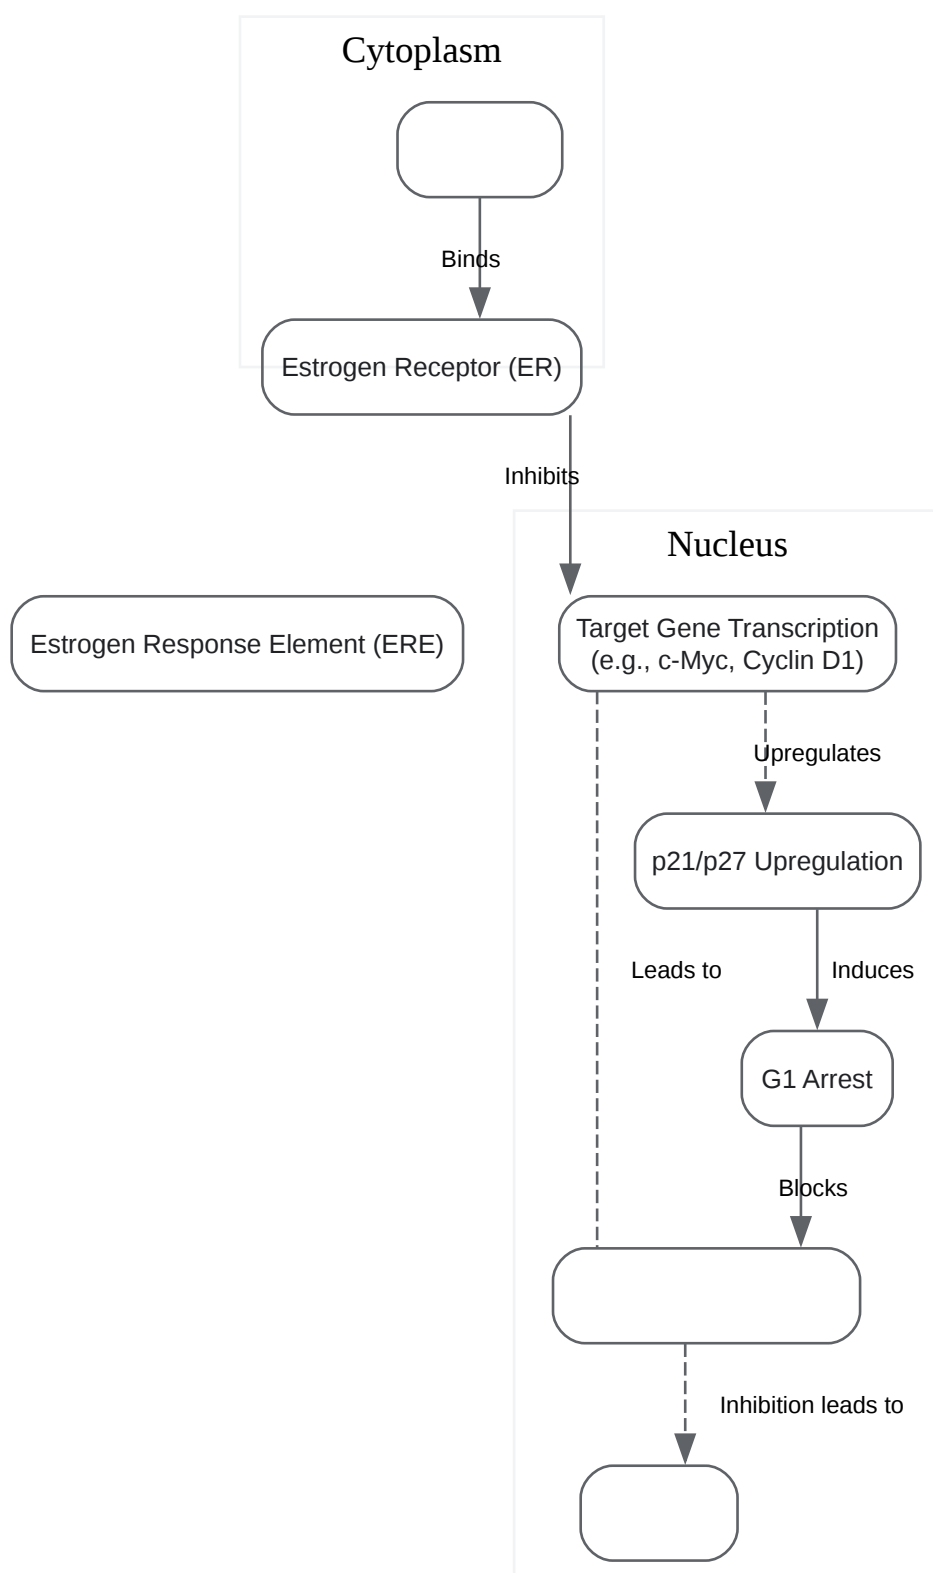 Cytoplasm
Binds
Estrogen Receptor (ER)
Inhibits
Nucleus
Estrogen Response Element (ERE)
Target Gene Transcription
(e.g., c-Myc, Cyclin D1)
Upregulates
p21/p27 Upregulation
Leads to
Induces
G1 Arrest
Blocks
Inhibition leads to